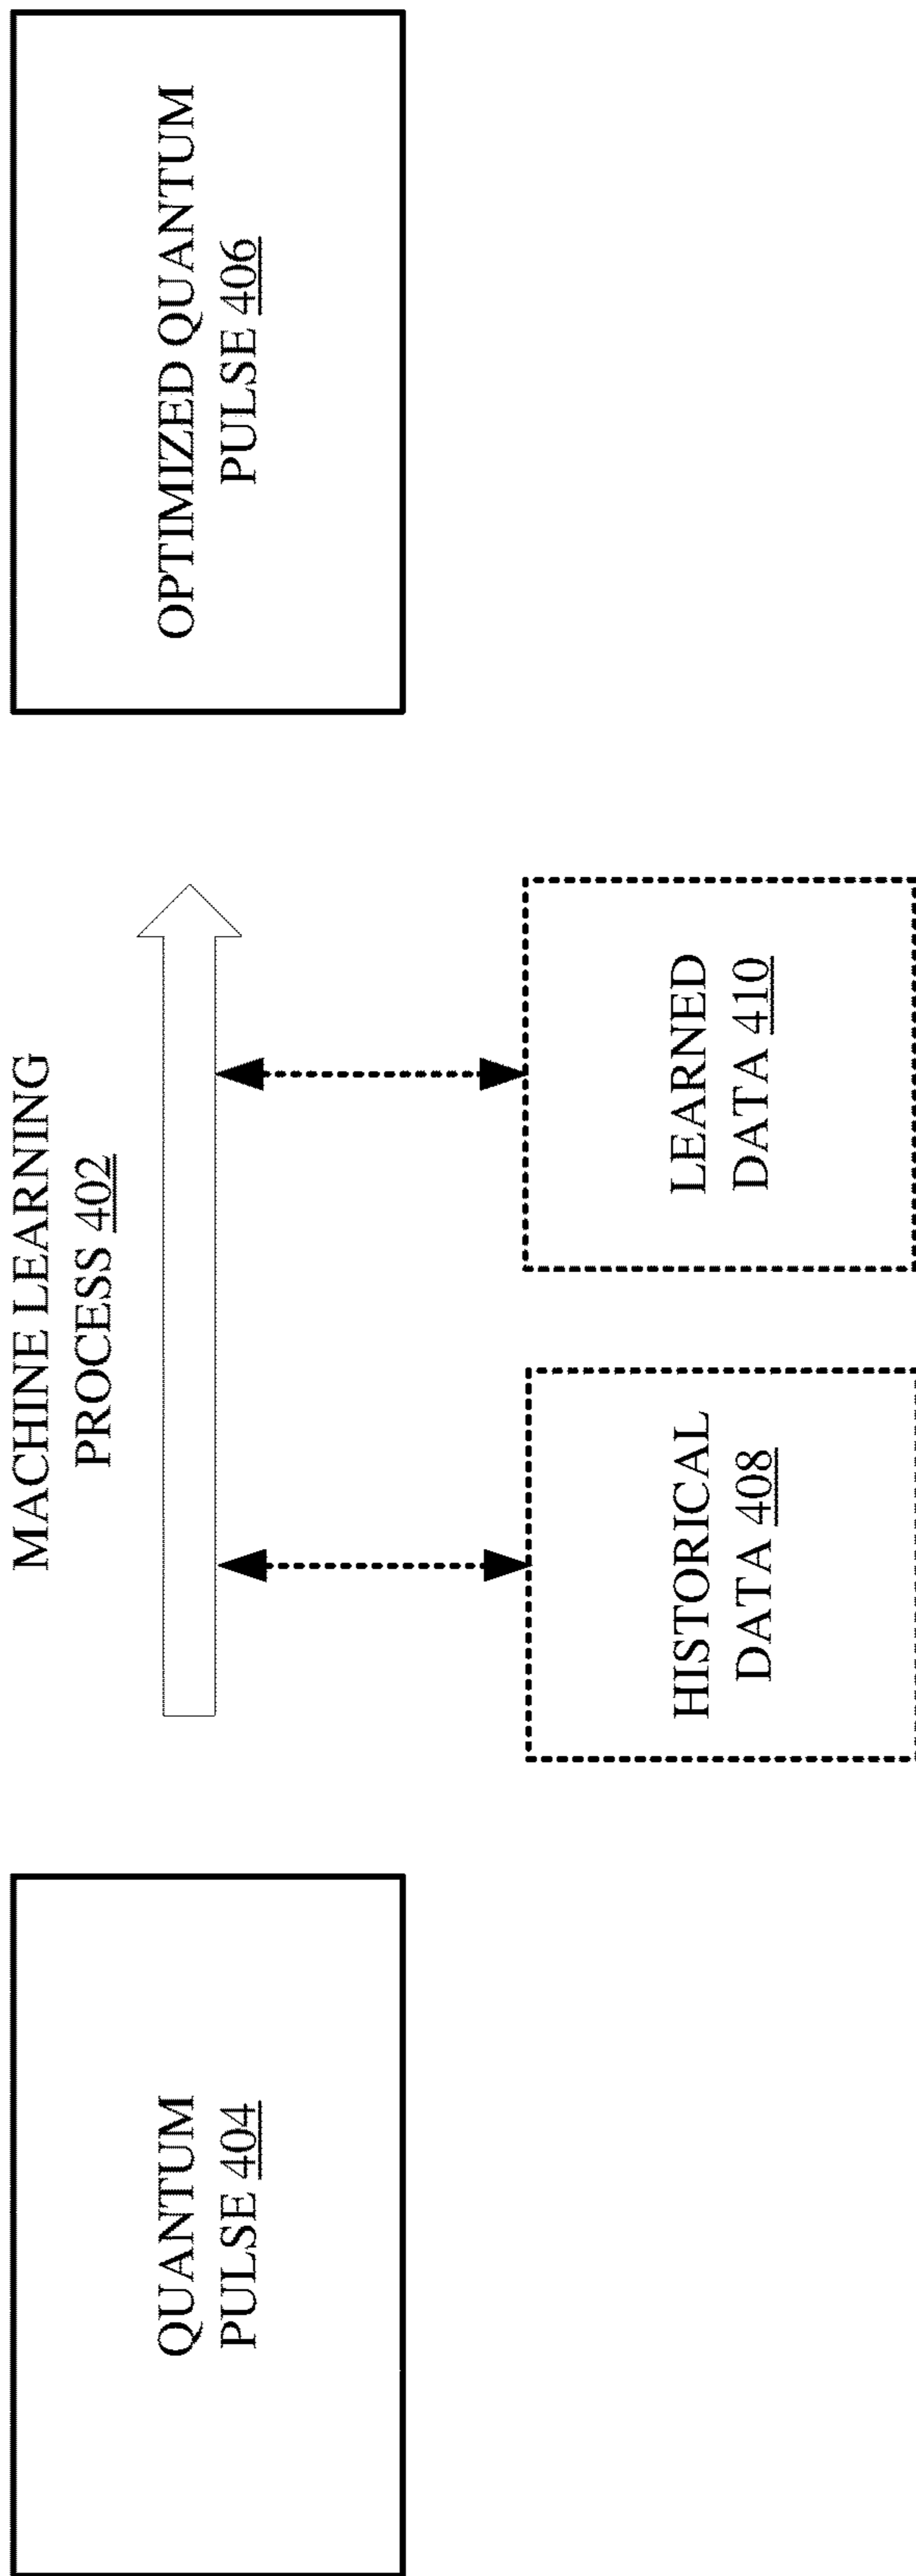 QUANTUM
PULSE 404
MACHINE LEARNING
PROCESS 402
HISTORICAL
DATA 408
LEARNED
DATA 410
OPTIMIZED QUANTUM
PULSE 406